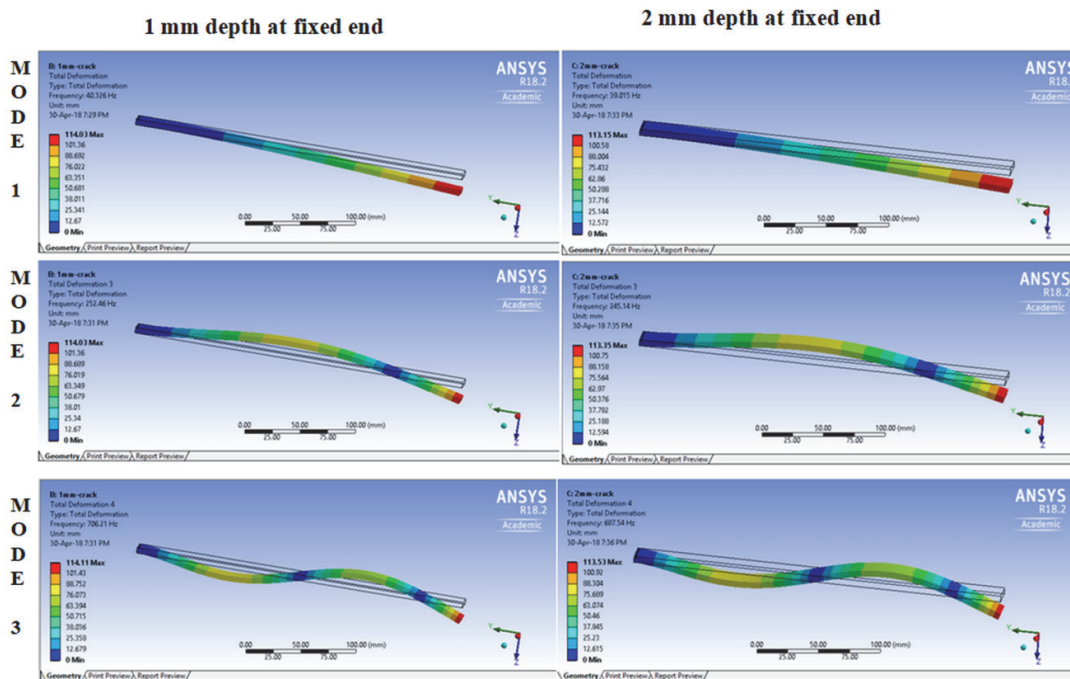 1 mm depth at fixed end
2 mm depth at fixed end
MODE 1
B: 1mm-crack
Total Deformation
Type: Total Deformation
Frequency: 40.326 Hz
Unit: mm
30-Apr-18 7:29 PM
114.03 Max
101.36
88.692
76.022
63.351
50.681
38.011
25.341
12.67
0 Min
ANSYS
R18.2
Academic
0.00 50.00 100.00 (mm)
25.00 75.00
Y
Z
Geometry Print Preview Report Preview
C: 2mm-crack
Total Deformation
Type: Total Deformation
Frequency: 39.015 Hz
Unit: mm
30-Apr-18 7:33 PM
113.15 Max
100.58
88.004
75.432
62.86
50.288
37.716
25.144
12.572
0 Min
ANSYS
R18.2
Academic
0.00 50.00 100.00 (mm)
25.00 75.00
Y
Z
Geometry Print Preview Report Preview
MODE 2
B: 1mm-crack
Total Deformation 3
Type: Total Deformation
Frequency: 252.46 Hz
Unit: mm
30-Apr-18 7:31 PM
114.03 Max
101.36
88.689
76.019
63.349
50.679
38.01
25.34
12.67
0 Min
ANSYS
R18.2
Academic
0.00 50.00 100.00 (mm)
25.00 75.00
Y
Z
Geometry Print Preview Report Preview
C: 2mm-crack
Total Deformation 3
Type: Total Deformation
Frequency: 245.14 Hz
Unit: mm
30-Apr-18 7:35 PM
113.35 Max
100.75
88.158
75.564
62.97
50.376
37.782
25.188
12.594
0 Min
ANSYS
R18.2
Academic
0.00 50.00 100.00 (mm)
25.00 75.00
Y
Z
Geometry Print Preview Report Preview
MODE 3
B: 1mm-crack
Total Deformation 4
Type: Total Deformation
Frequency: 706.21 Hz
Unit: mm
30-Apr-18 7:31 PM
114.11 Max
101.43
88.752
76.073
63.394
50.715
38.036
25.358
12.679
0 Min
ANSYS
R18.2
Academic
0.00 50.00 100.00 (mm)
25.00 75.00
Y
Z
Geometry Print Preview Report Preview
C: 2mm-crack
Total Deformation 4
Type: Total Deformation
Frequency: 687.54 Hz
Unit: mm
30-Apr-18 7:36 PM
113.53 Max
100.92
88.304
75.689
63.074
50.46
37.845
25.23
12.615
0 Min
ANSYS
R18.2
Academic
0.00 50.00 100.00 (mm)
25.00 75.00
Y
Z
Geometry Print Preview Report Preview